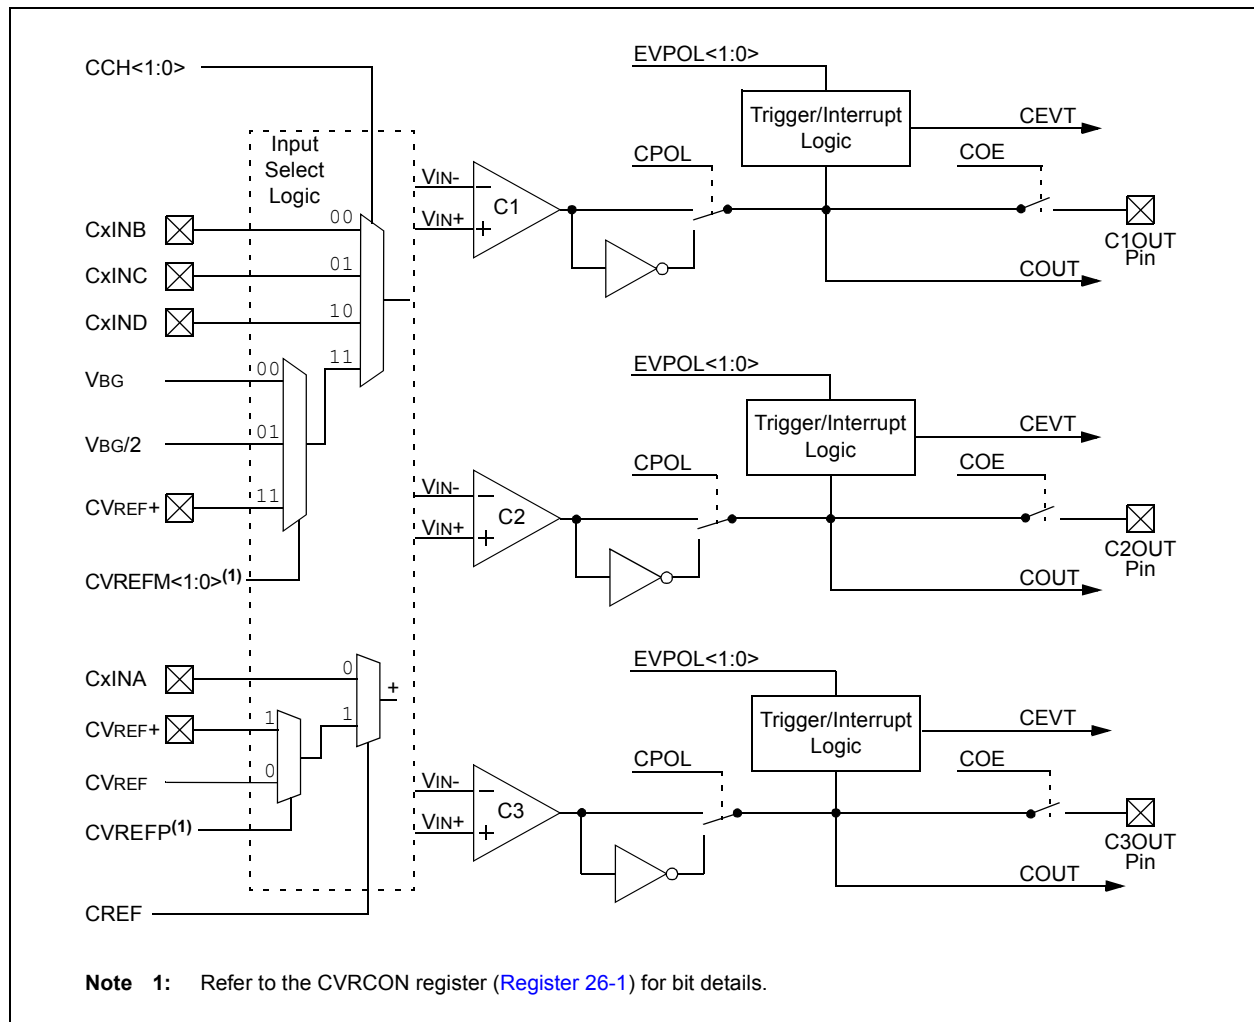 CCH<1:0>
Input
Select
Logic
CxINB
00
CxINC
01
CxIND
10
11
VBG
00
VBG/2
01
CVREF+
11
CVREFM<1:0>(1)
CxINA
0
+
CVREF+
1
1
CVREF
0
CVREFP(1)
CREF
EVPOL<1:0>
Trigger/Interrupt
Logic
CEVT
CPOL
COE
VIN-
−
C1
VIN+
+
C1OUT
Pin
COUT
EVPOL<1:0>
Trigger/Interrupt
Logic
CEVT
CPOL
COE
VIN-
−
C2
VIN+
+
C2OUT
Pin
COUT
EVPOL<1:0>
Trigger/Interrupt
Logic
CEVT
CPOL
COE
VIN-
−
C3
VIN+
+
C3OUT
Pin
COUT
Note 1: Refer to the CVRCON register (Register 26-1) for bit details.